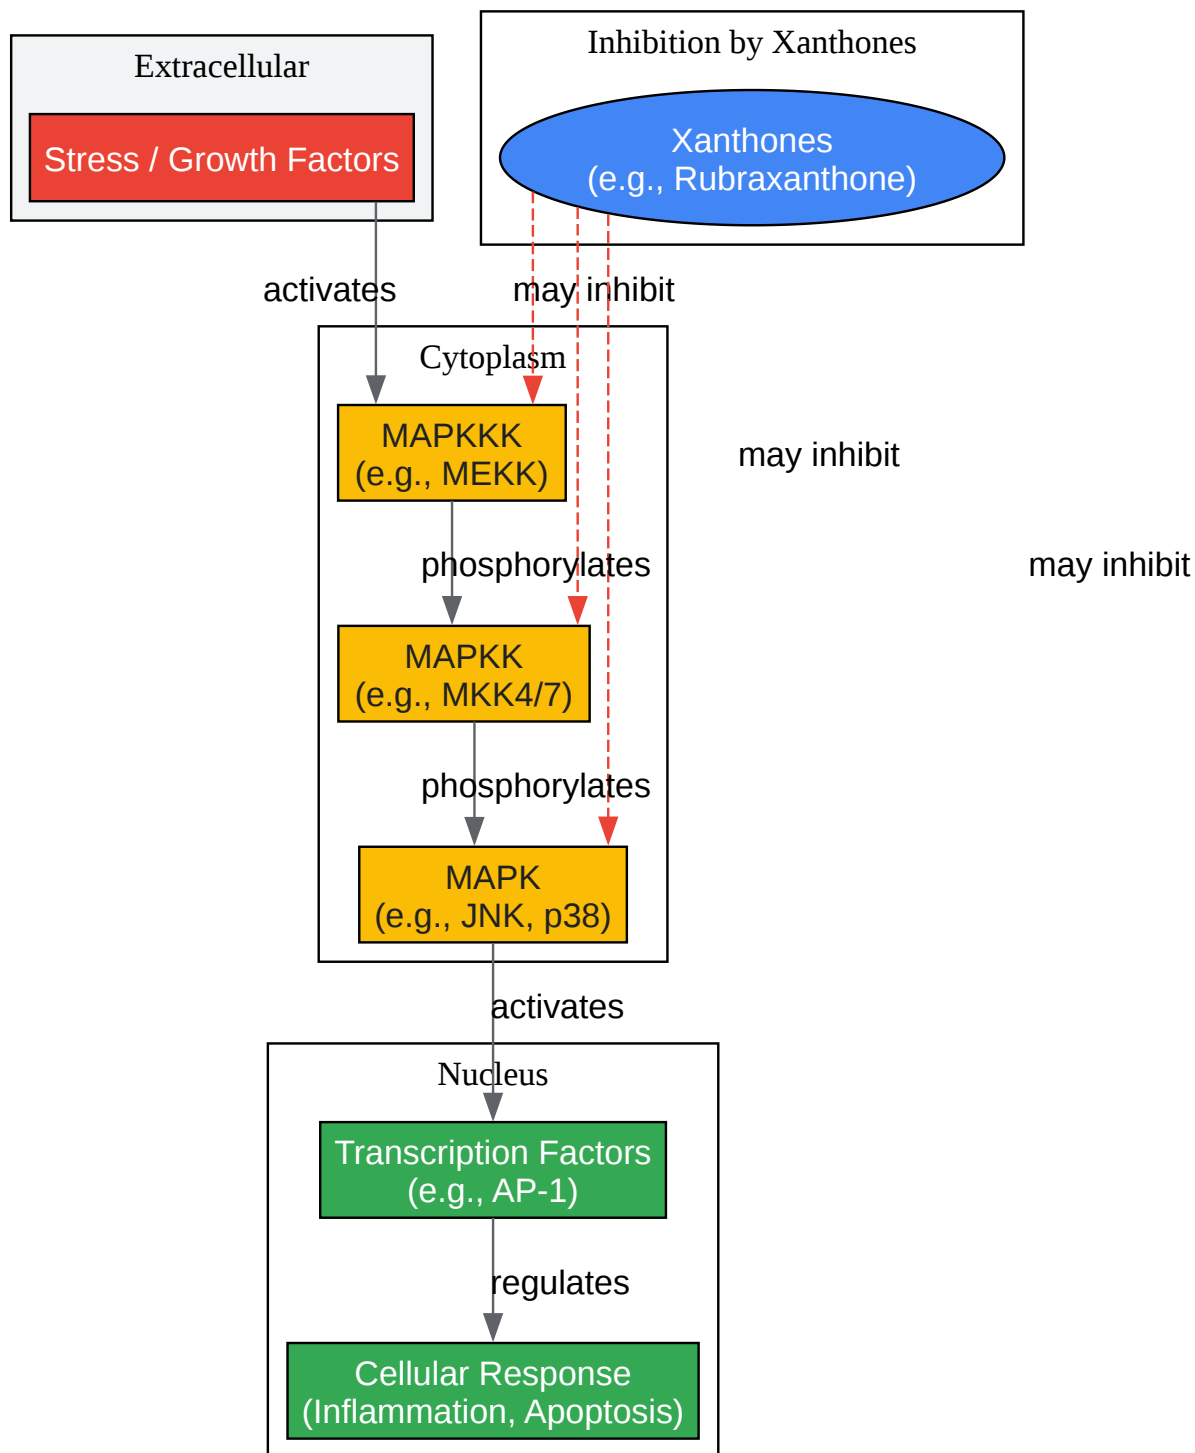 Extracellular
Stress / Growth Factors
Inhibition by Xanthones
Xanthones
(e.g., Rubraxanthone)
activates
may inhibit
Cytoplasm
MAPKKK
(e.g., MEKK)
may inhibit
phosphorylates
may inhibit
MAPKK
(e.g., MKK4/7)
phosphorylates
MAPK
(e.g., JNK, p38)
activates
Nucleus
Transcription Factors
(e.g., AP-1)
regulates
Cellular Response
(Inflammation, Apoptosis)